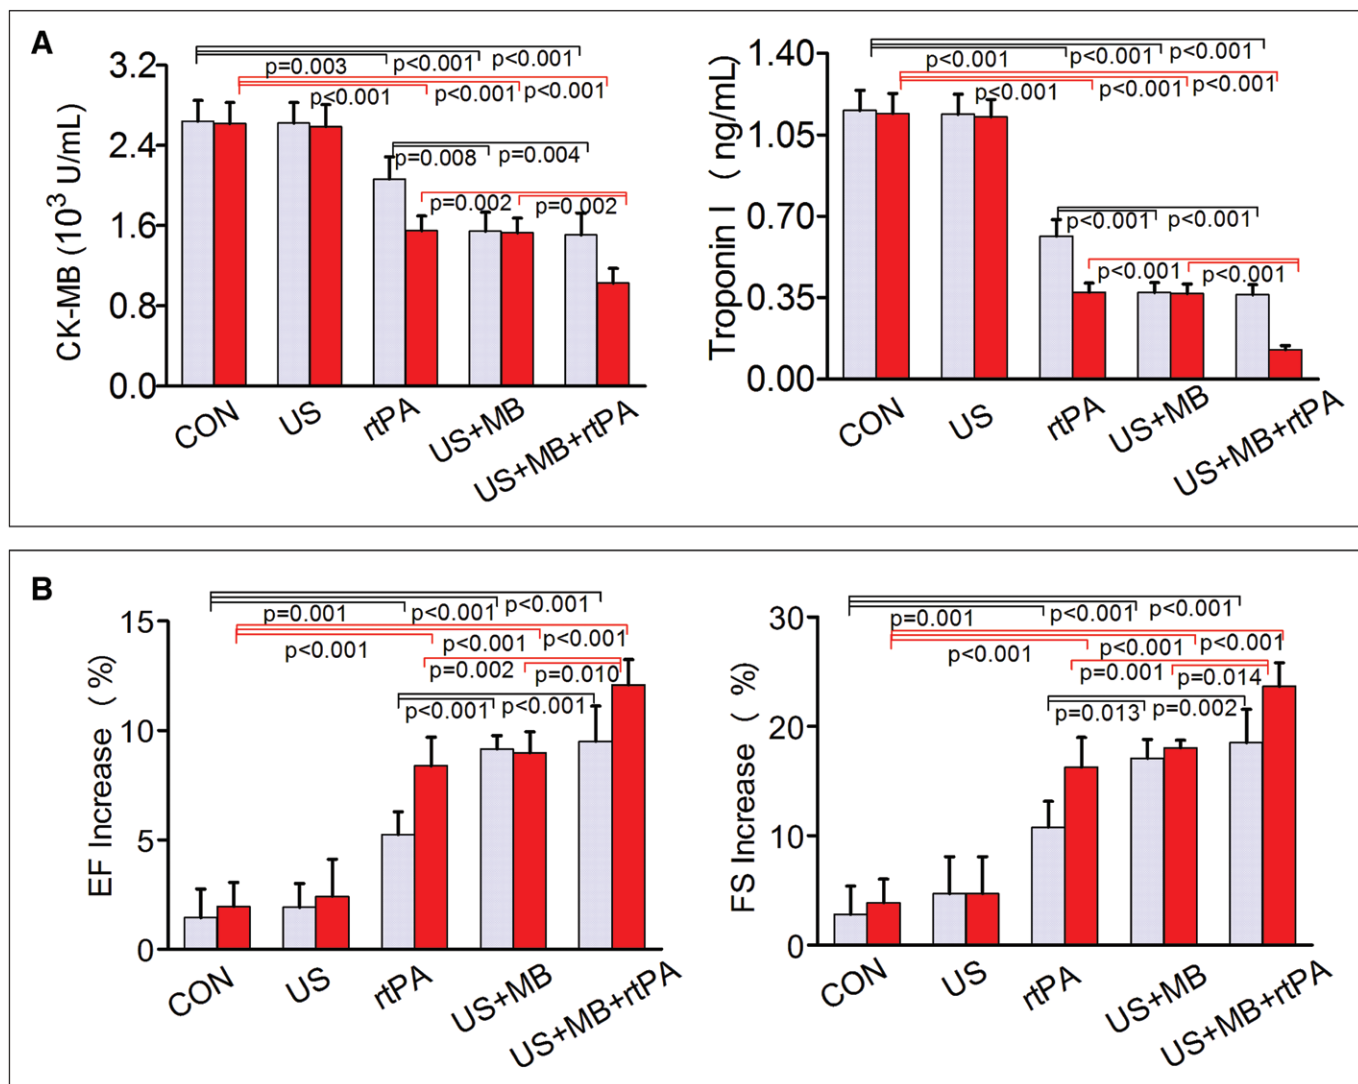 A
CK-MB (10³ U/mL)
3.2
2.4
1.6
0.8
0.0
p=0.003
p<0.001
p<0.001
p<0.001
p<0.001
p<0.001
p=0.008
p=0.004
p=0.002
p=0.002
CON
US
rtPA
US+MB
US+MB+rtPA
Troponin I ( ng/mL)
1.40
1.05
0.70
0.35
0.00
p<0.001
p<0.001
p<0.001
p<0.001
p<0.001
p<0.001
p<0.001
p<0.001
p<0.001
p<0.001
CON
US
rtPA
US+MB
US+MB+rtPA
B
EF Increase ( %)
15
10
5
0
p=0.001
p<0.001
p<0.001
p<0.001
p<0.001
p<0.001
p=0.002
p=0.010
p<0.001
p<0.001
CON
US
rtPA
US+MB
US+MB+rtPA
FS Increase ( %)
30
20
10
0
p=0.001
p<0.001
p<0.001
p<0.001
p<0.001
p<0.001
p=0.001
p=0.014
p=0.013
p=0.002
CON
US
rtPA
US+MB
US+MB+rtPA